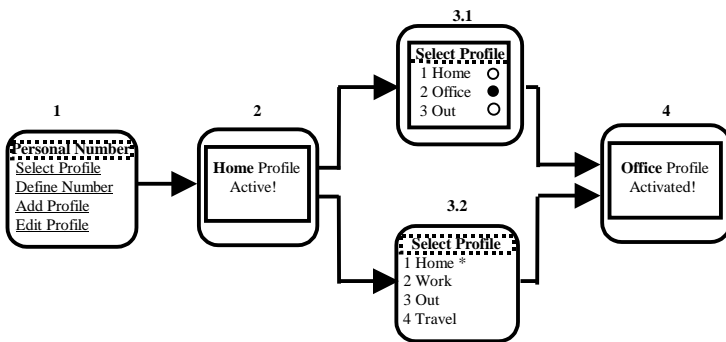 1
Personal Number
Select Profile
Define Number
Add Profile
Edit Profile
2
Home Profile
Active!
3.1
Select Profile
1 Home
2 Office
3 Out
3.2
Select Profile
1 Home *
2 Work
3 Out
4 Travel
4
Office Profile
Activated!